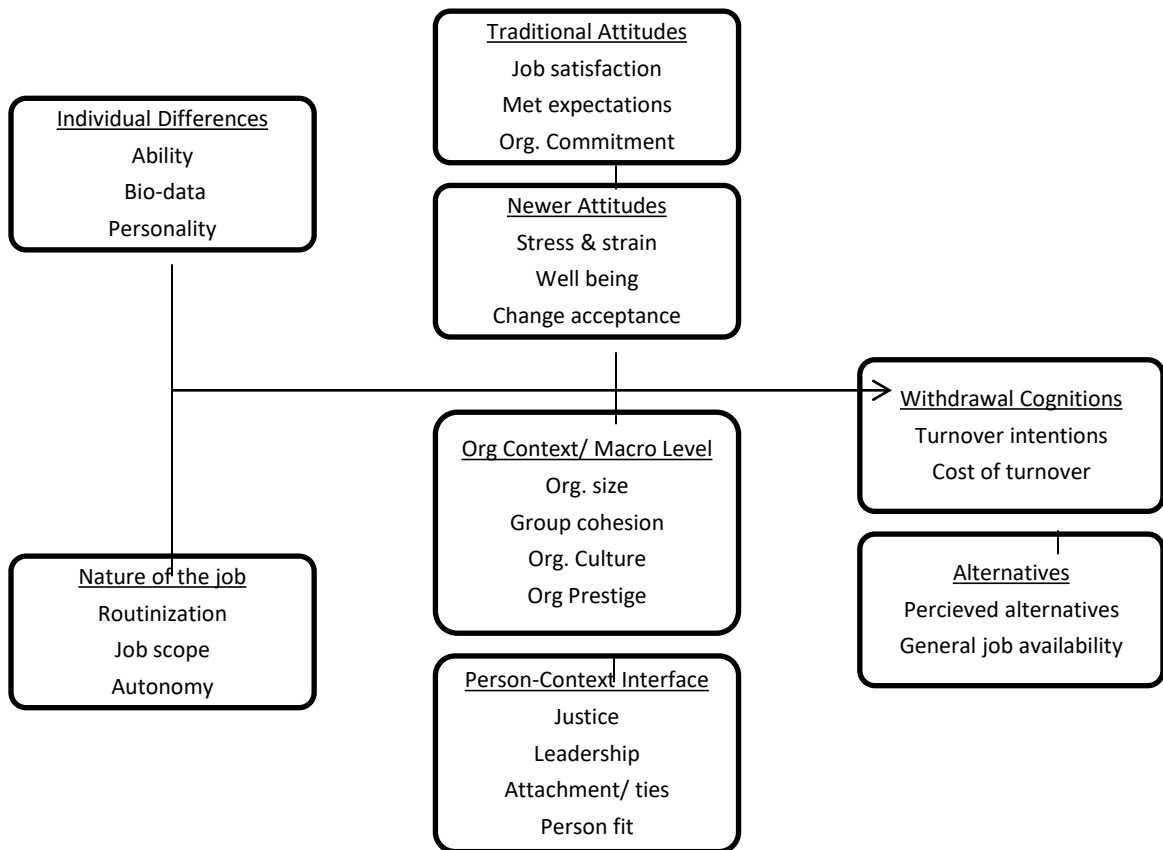 Traditional Attitudes
Job satisfaction
Met expectations
Org. Commitment
Individual Differences
Ability
Bio-data
Personality
Newer Attitudes
Stress & strain
Well being
Change acceptance
Withdrawal Cognitions
Turnover intentions
Cost of turnover
Org Context/ Macro Level
Org. size
Group cohesion
Org. Culture
Org Prestige
Nature of the job
Routinization
Job scope
Autonomy
Alternatives
Percieved alternatives
General job availability
Person-Context Interface
Justice
Leadership
Attachment/ ties
Person fit